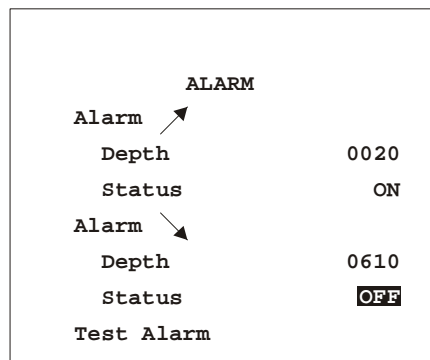 ALARM
Alarm
Depth 0020
Status ON
Alarm
Depth 0610
Status OFF
Test Alarm